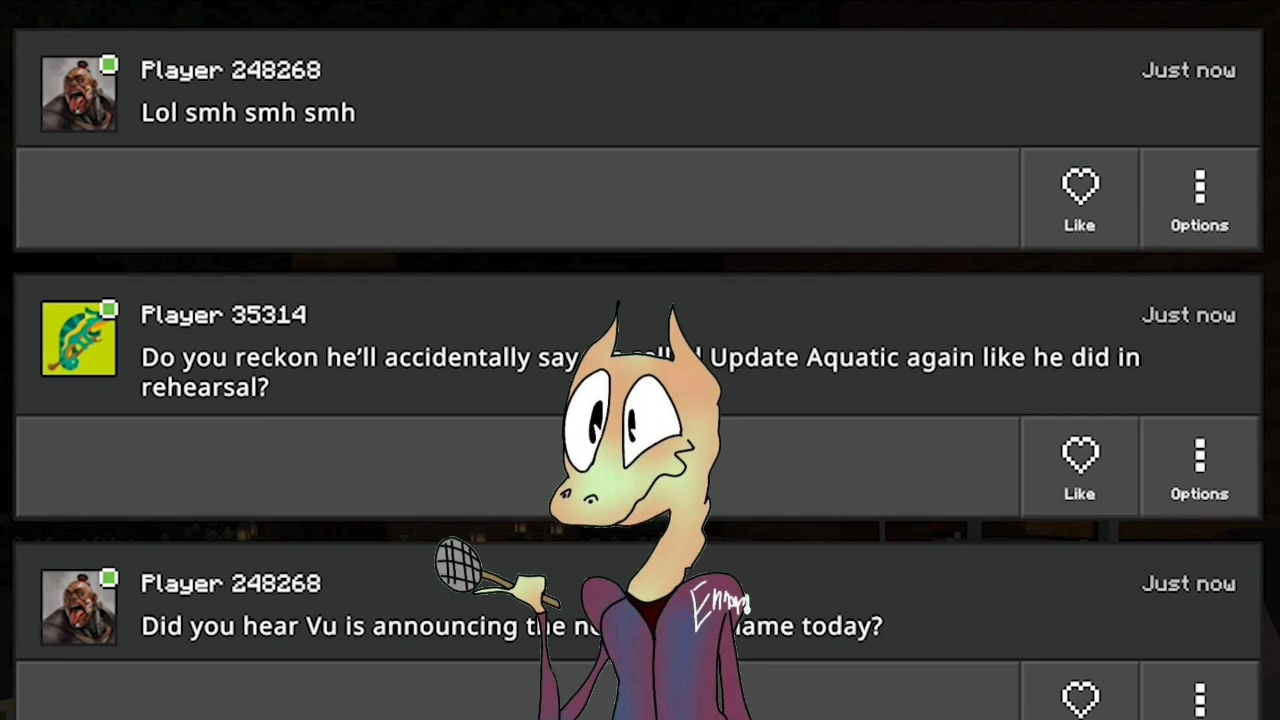 Player 248268
Just now
Lol smh smh smh
Like
Options
Player 35314
Just now
Do you reckon he'll accidentally say Update Aquatic again like he did in
rehearsal?
Like
Options
Player 248268
Just now
Did you hear Vu is announcing the today?